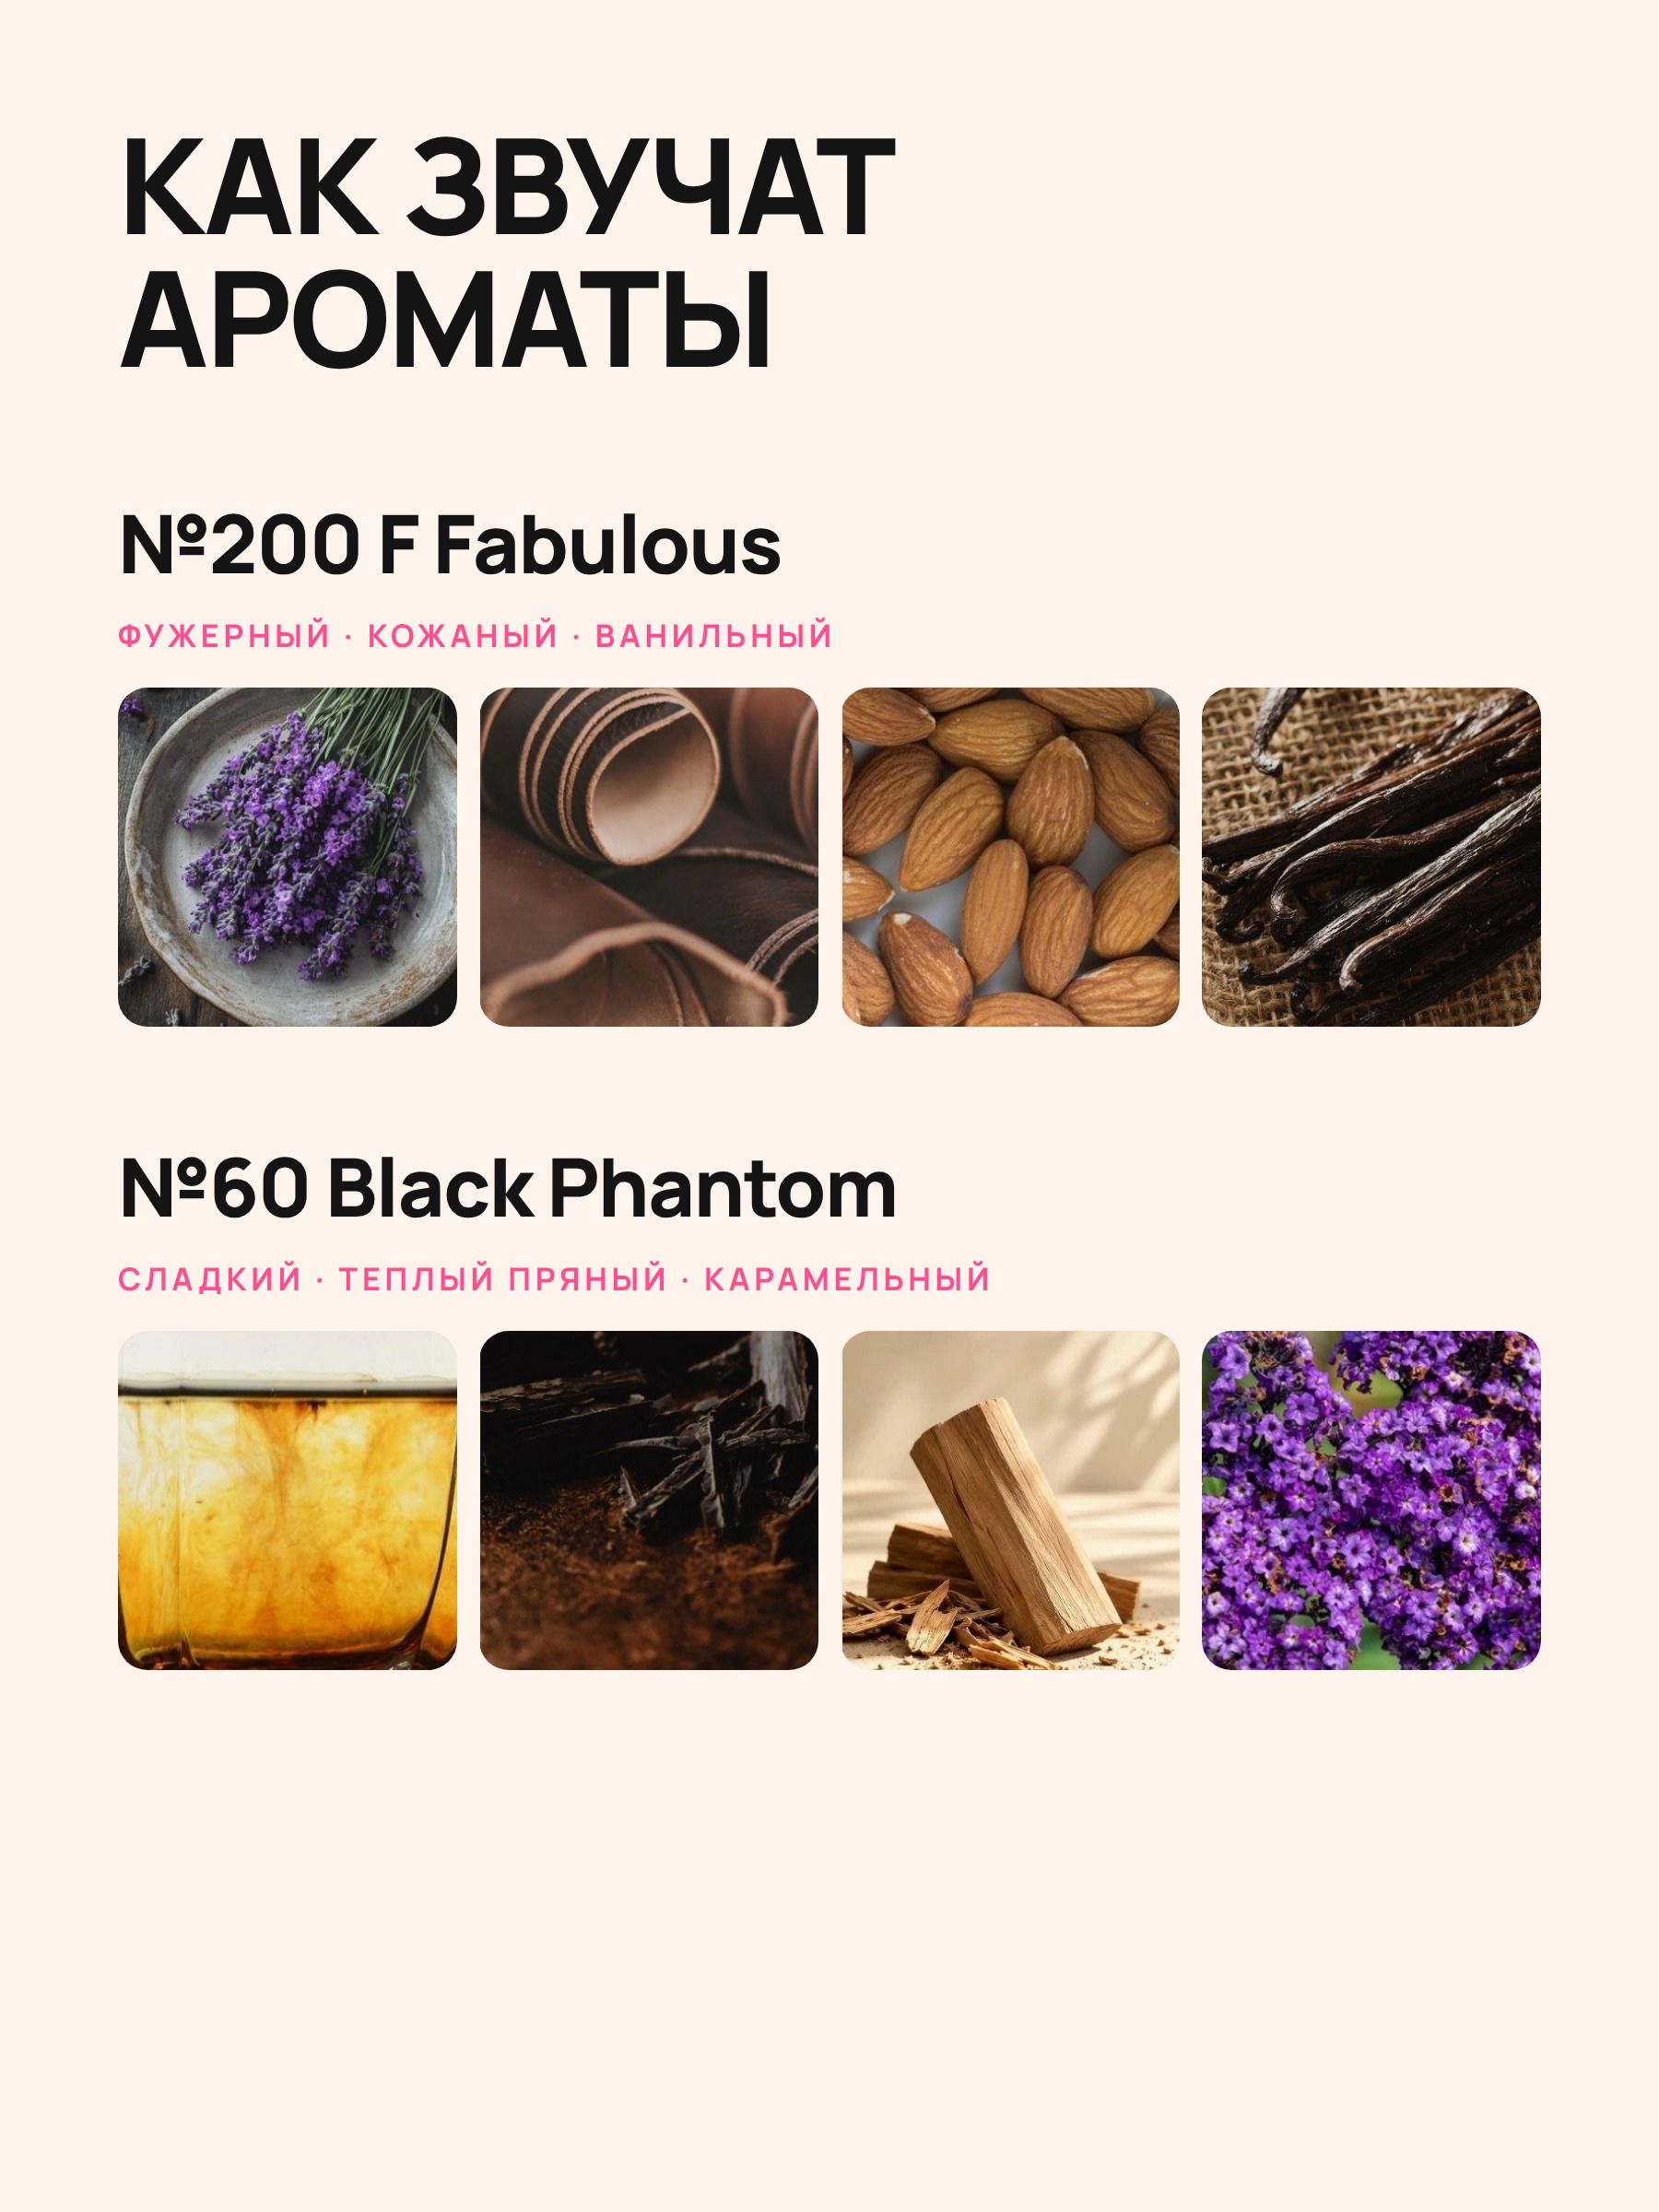 КАК ЗВУЧАТ
АРОМАТЫ
№200 F Fabulous
ФУЖЕРНЫЙ · КОЖАНЫЙ · ВАНИЛЬНЫЙ
№60 Black Phantom
СЛАДКИЙ · ТЕПЛЫЙ ПРЯНЫЙ · КАРАМЕЛЬНЫЙ